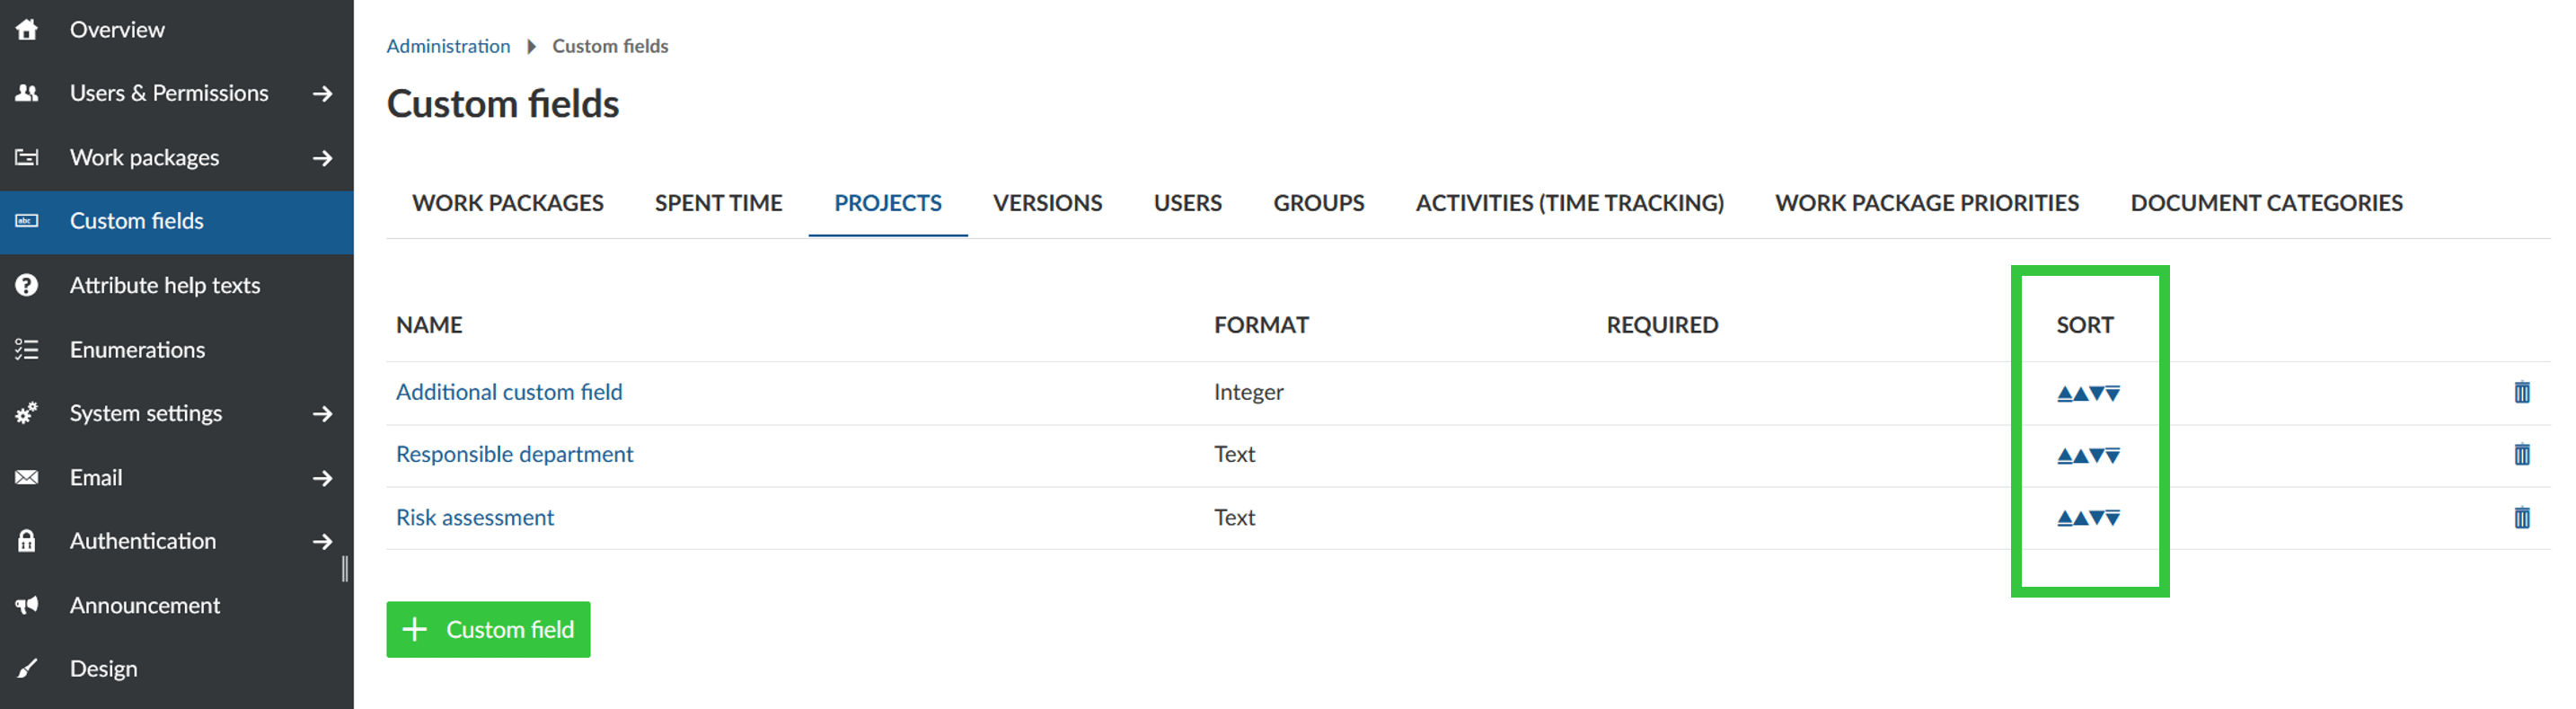 Overview
Users & Permissions
Work packages
Custom fields
Attribute help texts
Enumerations
System settings
Email
Authentication
Announcement
Design
Administration Custom fields
Custom fields
WORK PACKAGES SPENT TIME PROJECTS VERSIONS USERS GROUPS ACTIVITIES (TIME TRACKING) WORK PACKAGE PRIORITIES DOCUMENT CATEGORIES
NAME FORMAT REQUIRED SORT
Additional custom field Integer
Responsible department Text
Risk assessment Text
+ Custom field